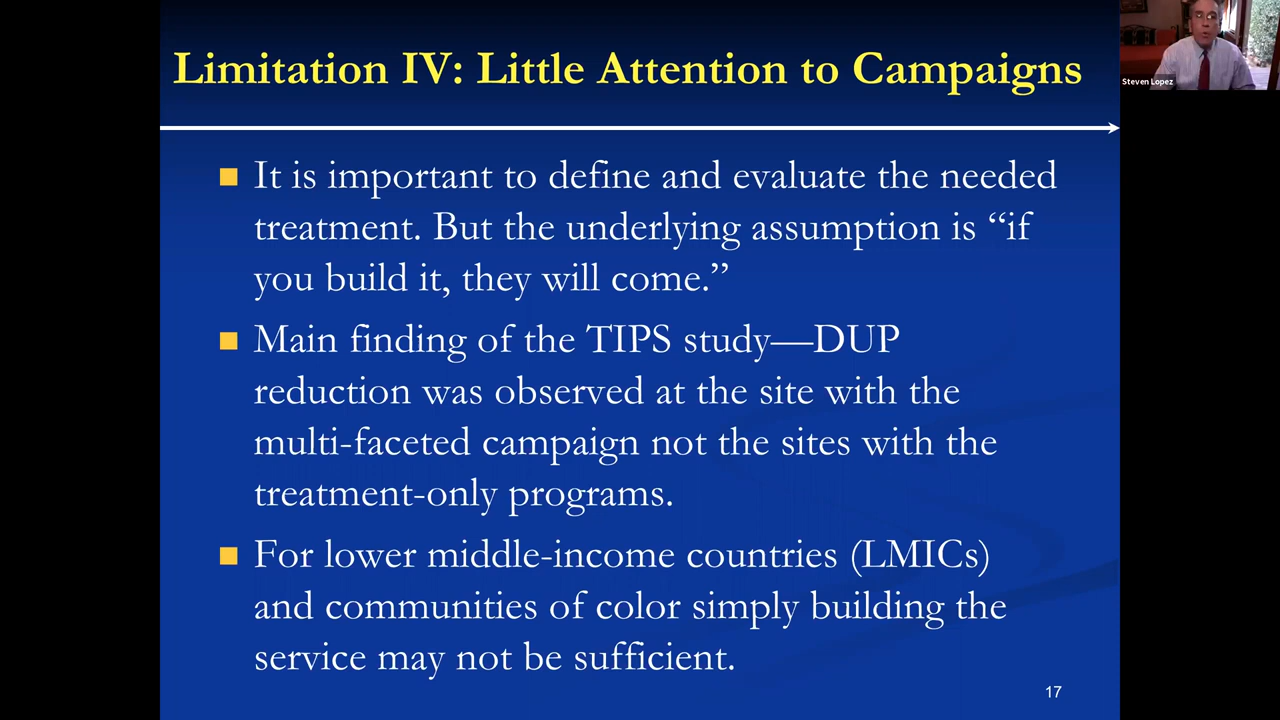 Limitation IV: Little Attention to Campaigns
Steven Lopez
■ It is important to define and evaluate the needed
treatment. But the underlying assumption is “if
you build it, they will come.”
■ Main finding of the TIPS study—DUP
reduction was observed at the site with the
multi-faceted campaign not the sites with the
treatment-only programs.
■ For lower middle-income countries (LMICs)
and communities of color simply building the
service may not be sufficient.
17